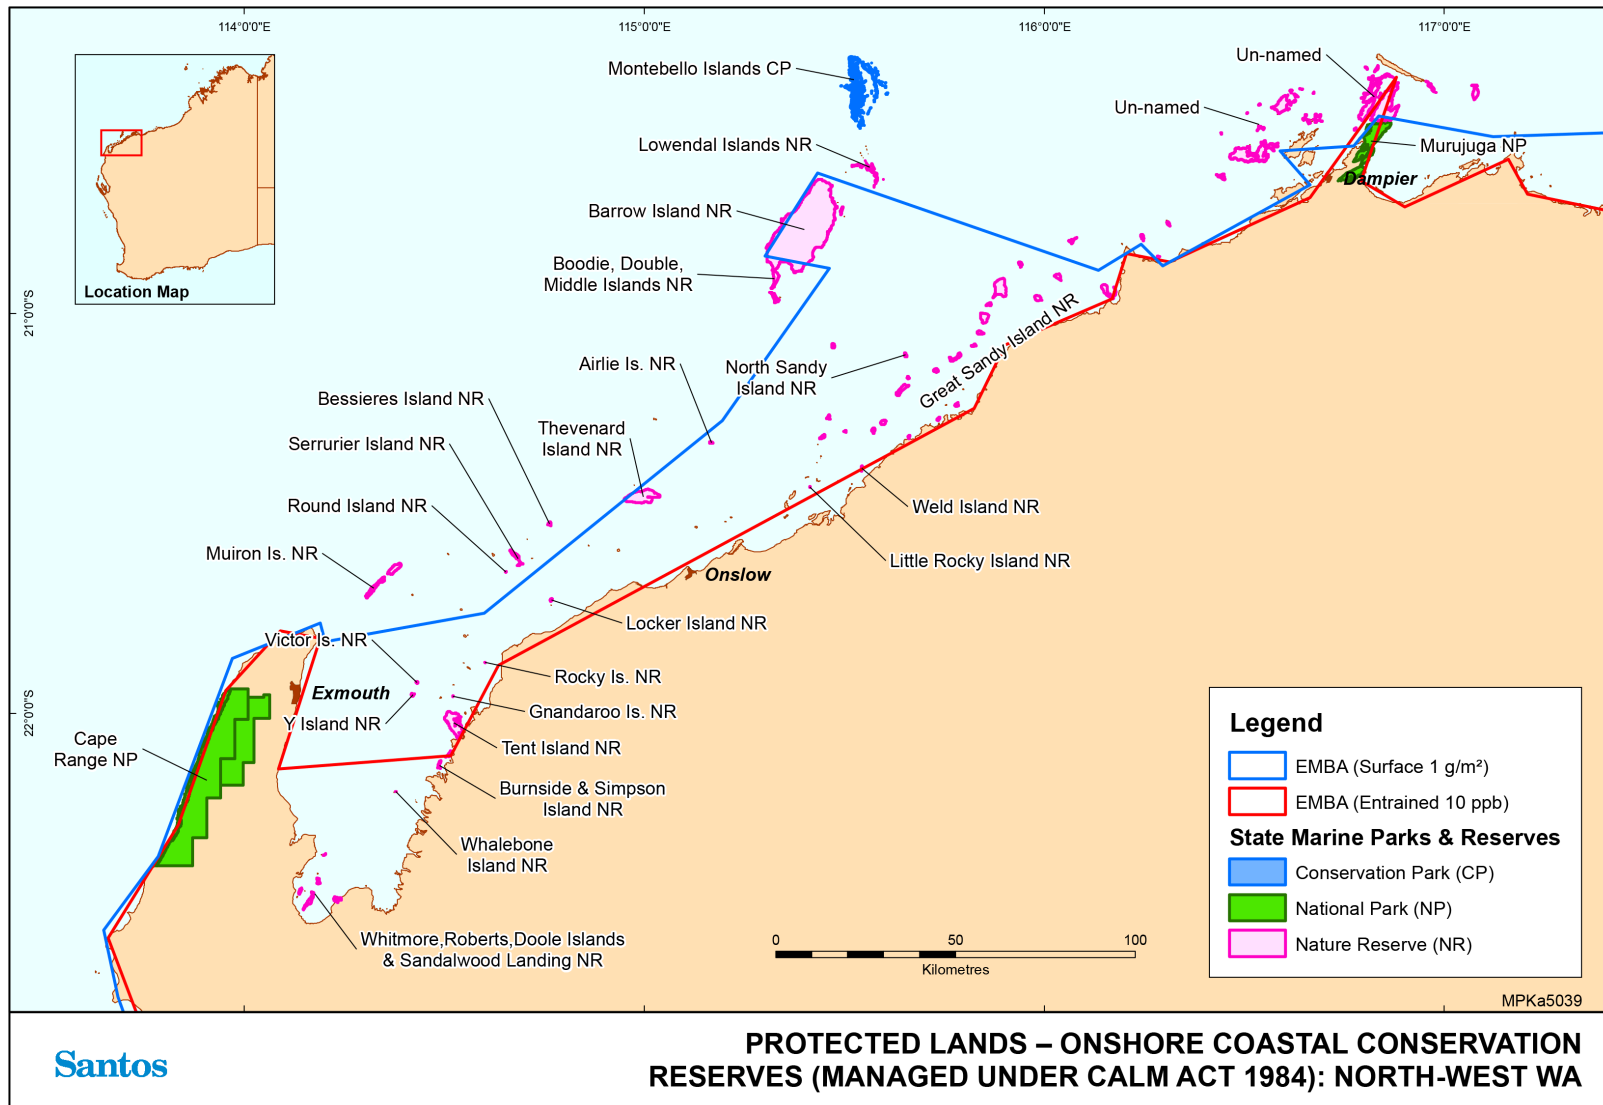 114°0'0"E
115°0'0"E
116°0'0"E
117°0'0"E
21°0'0"S
22°0'0"S
Location Map
Montebello Islands CP
Un-named
Un-named
Lowendal Islands NR
Murujuga NP
Dampier
Barrow Island NR
Boodie, Double,
Middle Islands NR
Airlie Is. NR
North Sandy
Island NR
Great Sandy Island NR
Bessieres Island NR
Thevenard
Island NR
Serrurier Island NR
Round Island NR
Weld Island NR
Muiron Is. NR
Little Rocky Island NR
Onslow
Locker Island NR
Victor Is. NR
Rocky Is. NR
Exmouth
Gnandaroo Is. NR
Y Island NR
Cape
Range NP
Tent Island NR
Burnside & Simpson
Island NR
Whalebone
Island NR
Whitmore,Roberts,Doole Islands
& Sandalwood Landing NR
0 50 100
Kilometres
Legend
EMBA (Surface 1 g/m²)
EMBA (Entrained 10 ppb)
State Marine Parks & Reserves
Conservation Park (CP)
National Park (NP)
Nature Reserve (NR)
MPKa5039
Santos
PROTECTED LANDS – ONSHORE COASTAL CONSERVATION
RESERVES (MANAGED UNDER CALM ACT 1984): NORTH-WEST WA